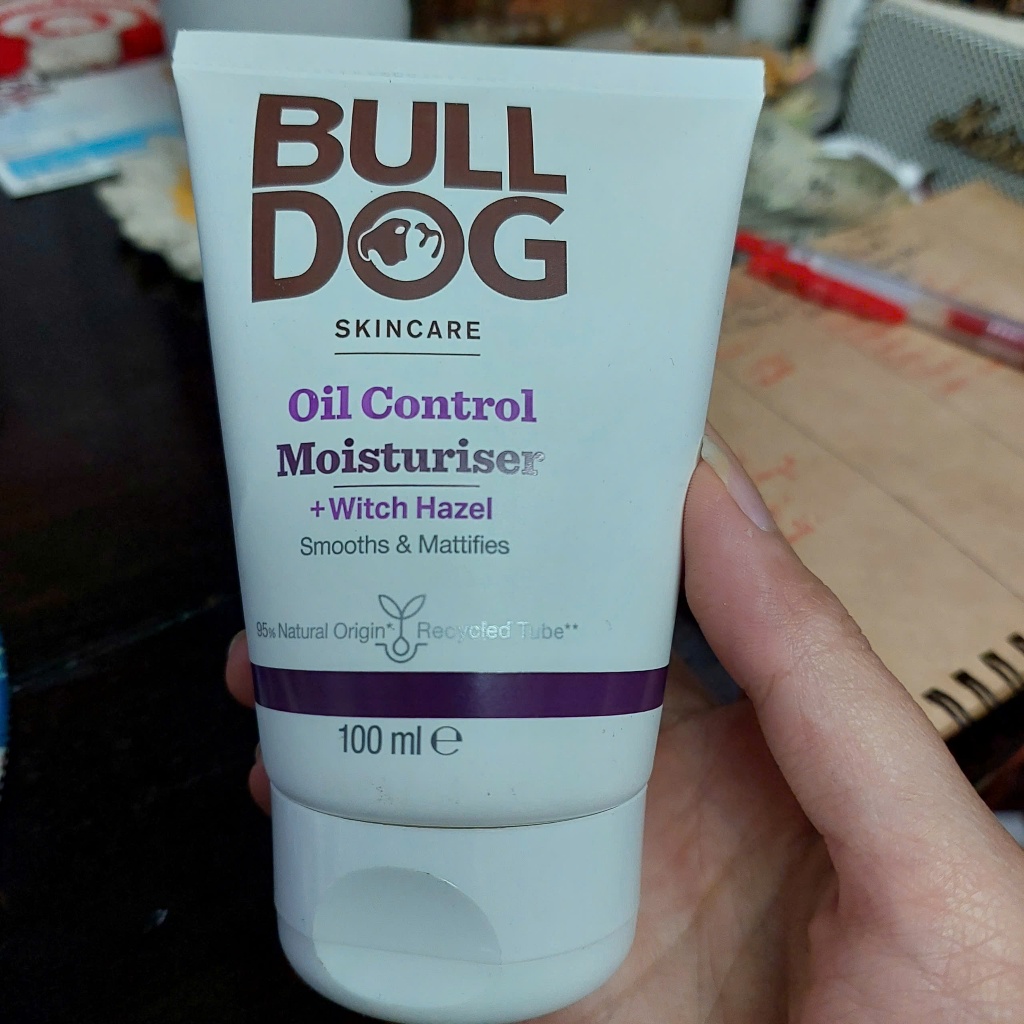 BULL
DOG
SKINCARE
Oil Control
Moisturiser
+Witch Hazel
Smooths & Mattifies
95% Natural Origin* Recycled Tube**
100 ml ℮